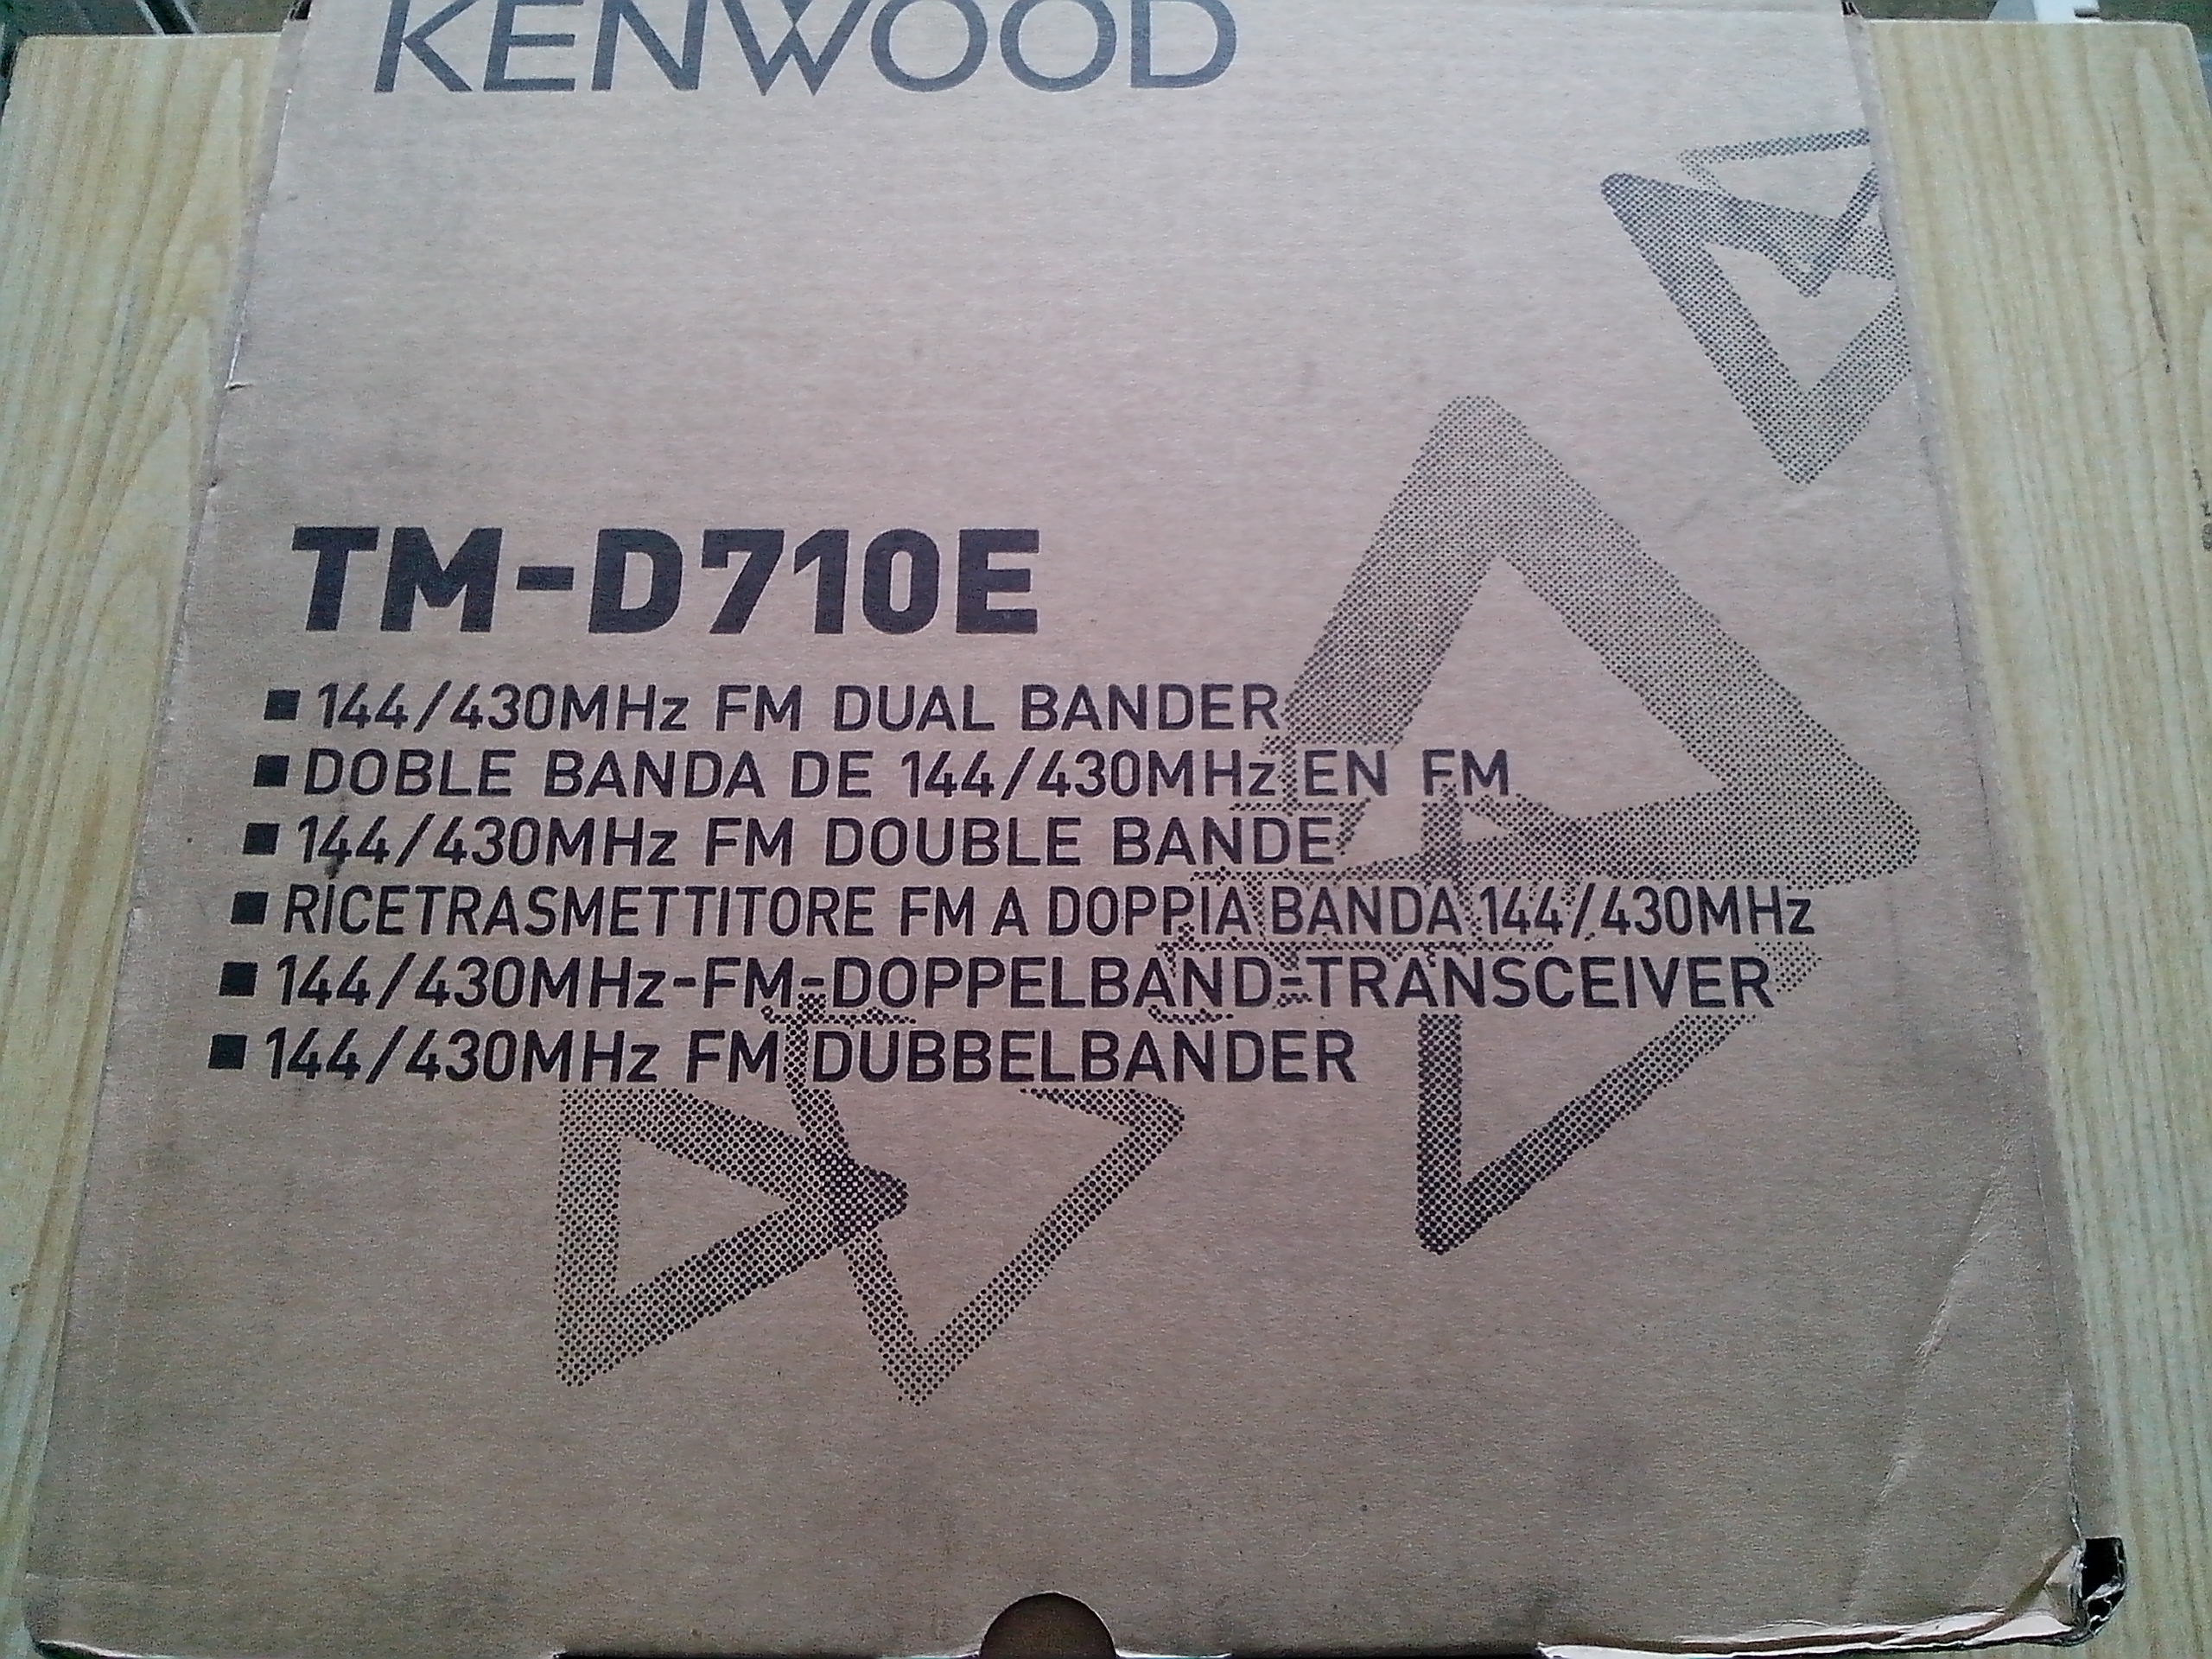 KENWOOD
TM-D710E
■ 144/430MHz FM DUAL BANDER
■ DOBLE BANDA DE 144/430MHz EN FM
■ 144/430MHz FM DOUBLE BANDE
■ RICETRASMETTITORE FM A DOPPIA BANDA 144/430MHz
■ 144/430MHz-FM-DOPPELBAND-TRANSCEIVER
■ 144/430MHz FM DUBBELBANDER